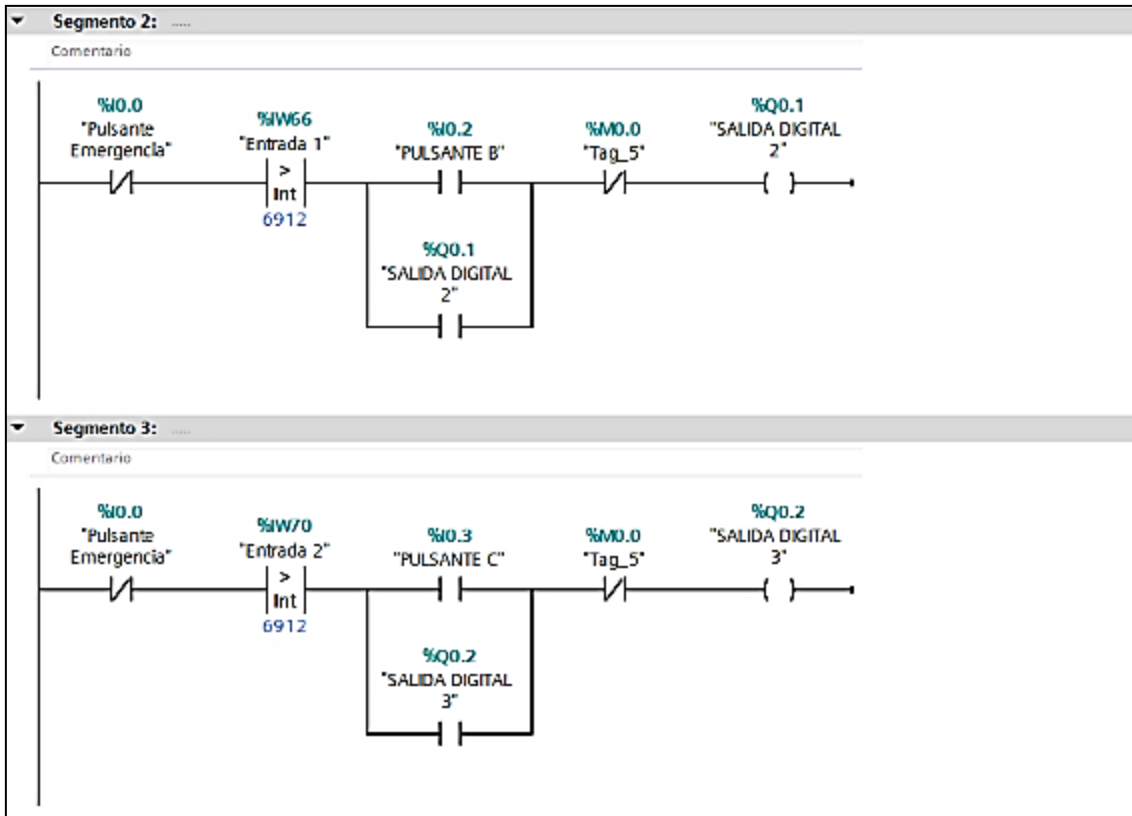 Segmento 2: .....
Comentario
%I0.0
"Pulsante
Emergencia"
%IW66
"Entrada 1"
>
Int
6912
%I0.2
"PULSANTE B"
%M0.0
"Tag_5"
%Q0.1
"SALIDA DIGITAL
2"
%Q0.1
"SALIDA DIGITAL
2"
Segmento 3: .....
Comentario
%I0.0
"Pulsante
Emergencia"
%IW70
"Entrada 2"
>
Int
6912
%I0.3
"PULSANTE C"
%M0.0
"Tag_5"
%Q0.2
"SALIDA DIGITAL
3"
%Q0.2
"SALIDA DIGITAL
3"